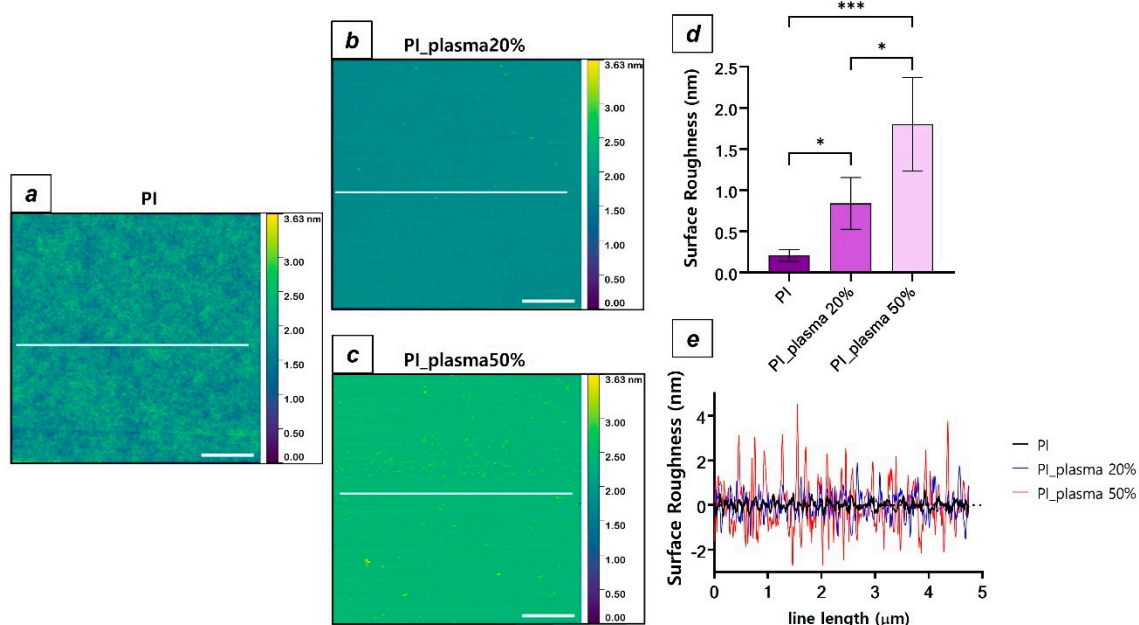 a
PI
3.63 nm
3.00
2.50
2.00
1.50
1.00
0.50
0.00
b
PI_plasma20%
3.63 nm
3.00
2.50
2.00
1.50
1.00
0.50
0.00
c
PI_plasma50%
3.63 nm
3.00
2.50
2.00
1.50
1.00
0.50
0.00
d
***
*
*
Surface Roughness (nm)
2.5
2.0
1.5
1.0
0.5
0.0
PI
PI_plasma 20%
PI_plasma 50%
e
Surface Roughness (nm)
4
2
0
-2
0 1 2 3 4 5
line length (μm)
PI
PI_plasma 20%
PI_plasma 50%